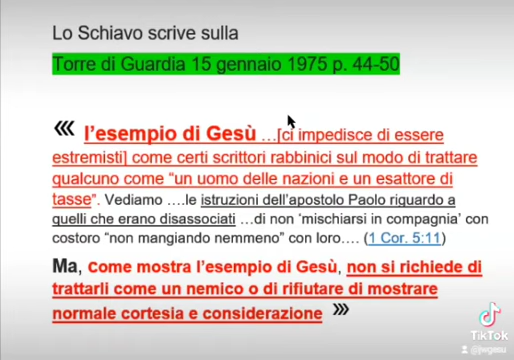 Lo Schiavo scrive sulla
Torre di Guardia 15 gennaio 1975 p. 44-50
⋘ l’esempio di Gesù …[ci impedisce di essere
estremisti] come certi scrittori rabbinici sul modo di trattare
qualcuno come “un uomo delle nazioni e un esattore di
tasse”. Vediamo ….le istruzioni dell’apostolo Paolo riguardo a
quelli che erano disassociati …di non ‘mischiarsi in compagnia’ con
costoro “non mangiando nemmeno” con loro…. (1 Cor. 5:11)
Ma, come mostra l’esempio di Gesù, non si richiede di
trattarli come un nemico o di rifiutare di mostrare
normale cortesia e considerazione ⋙
TikTok